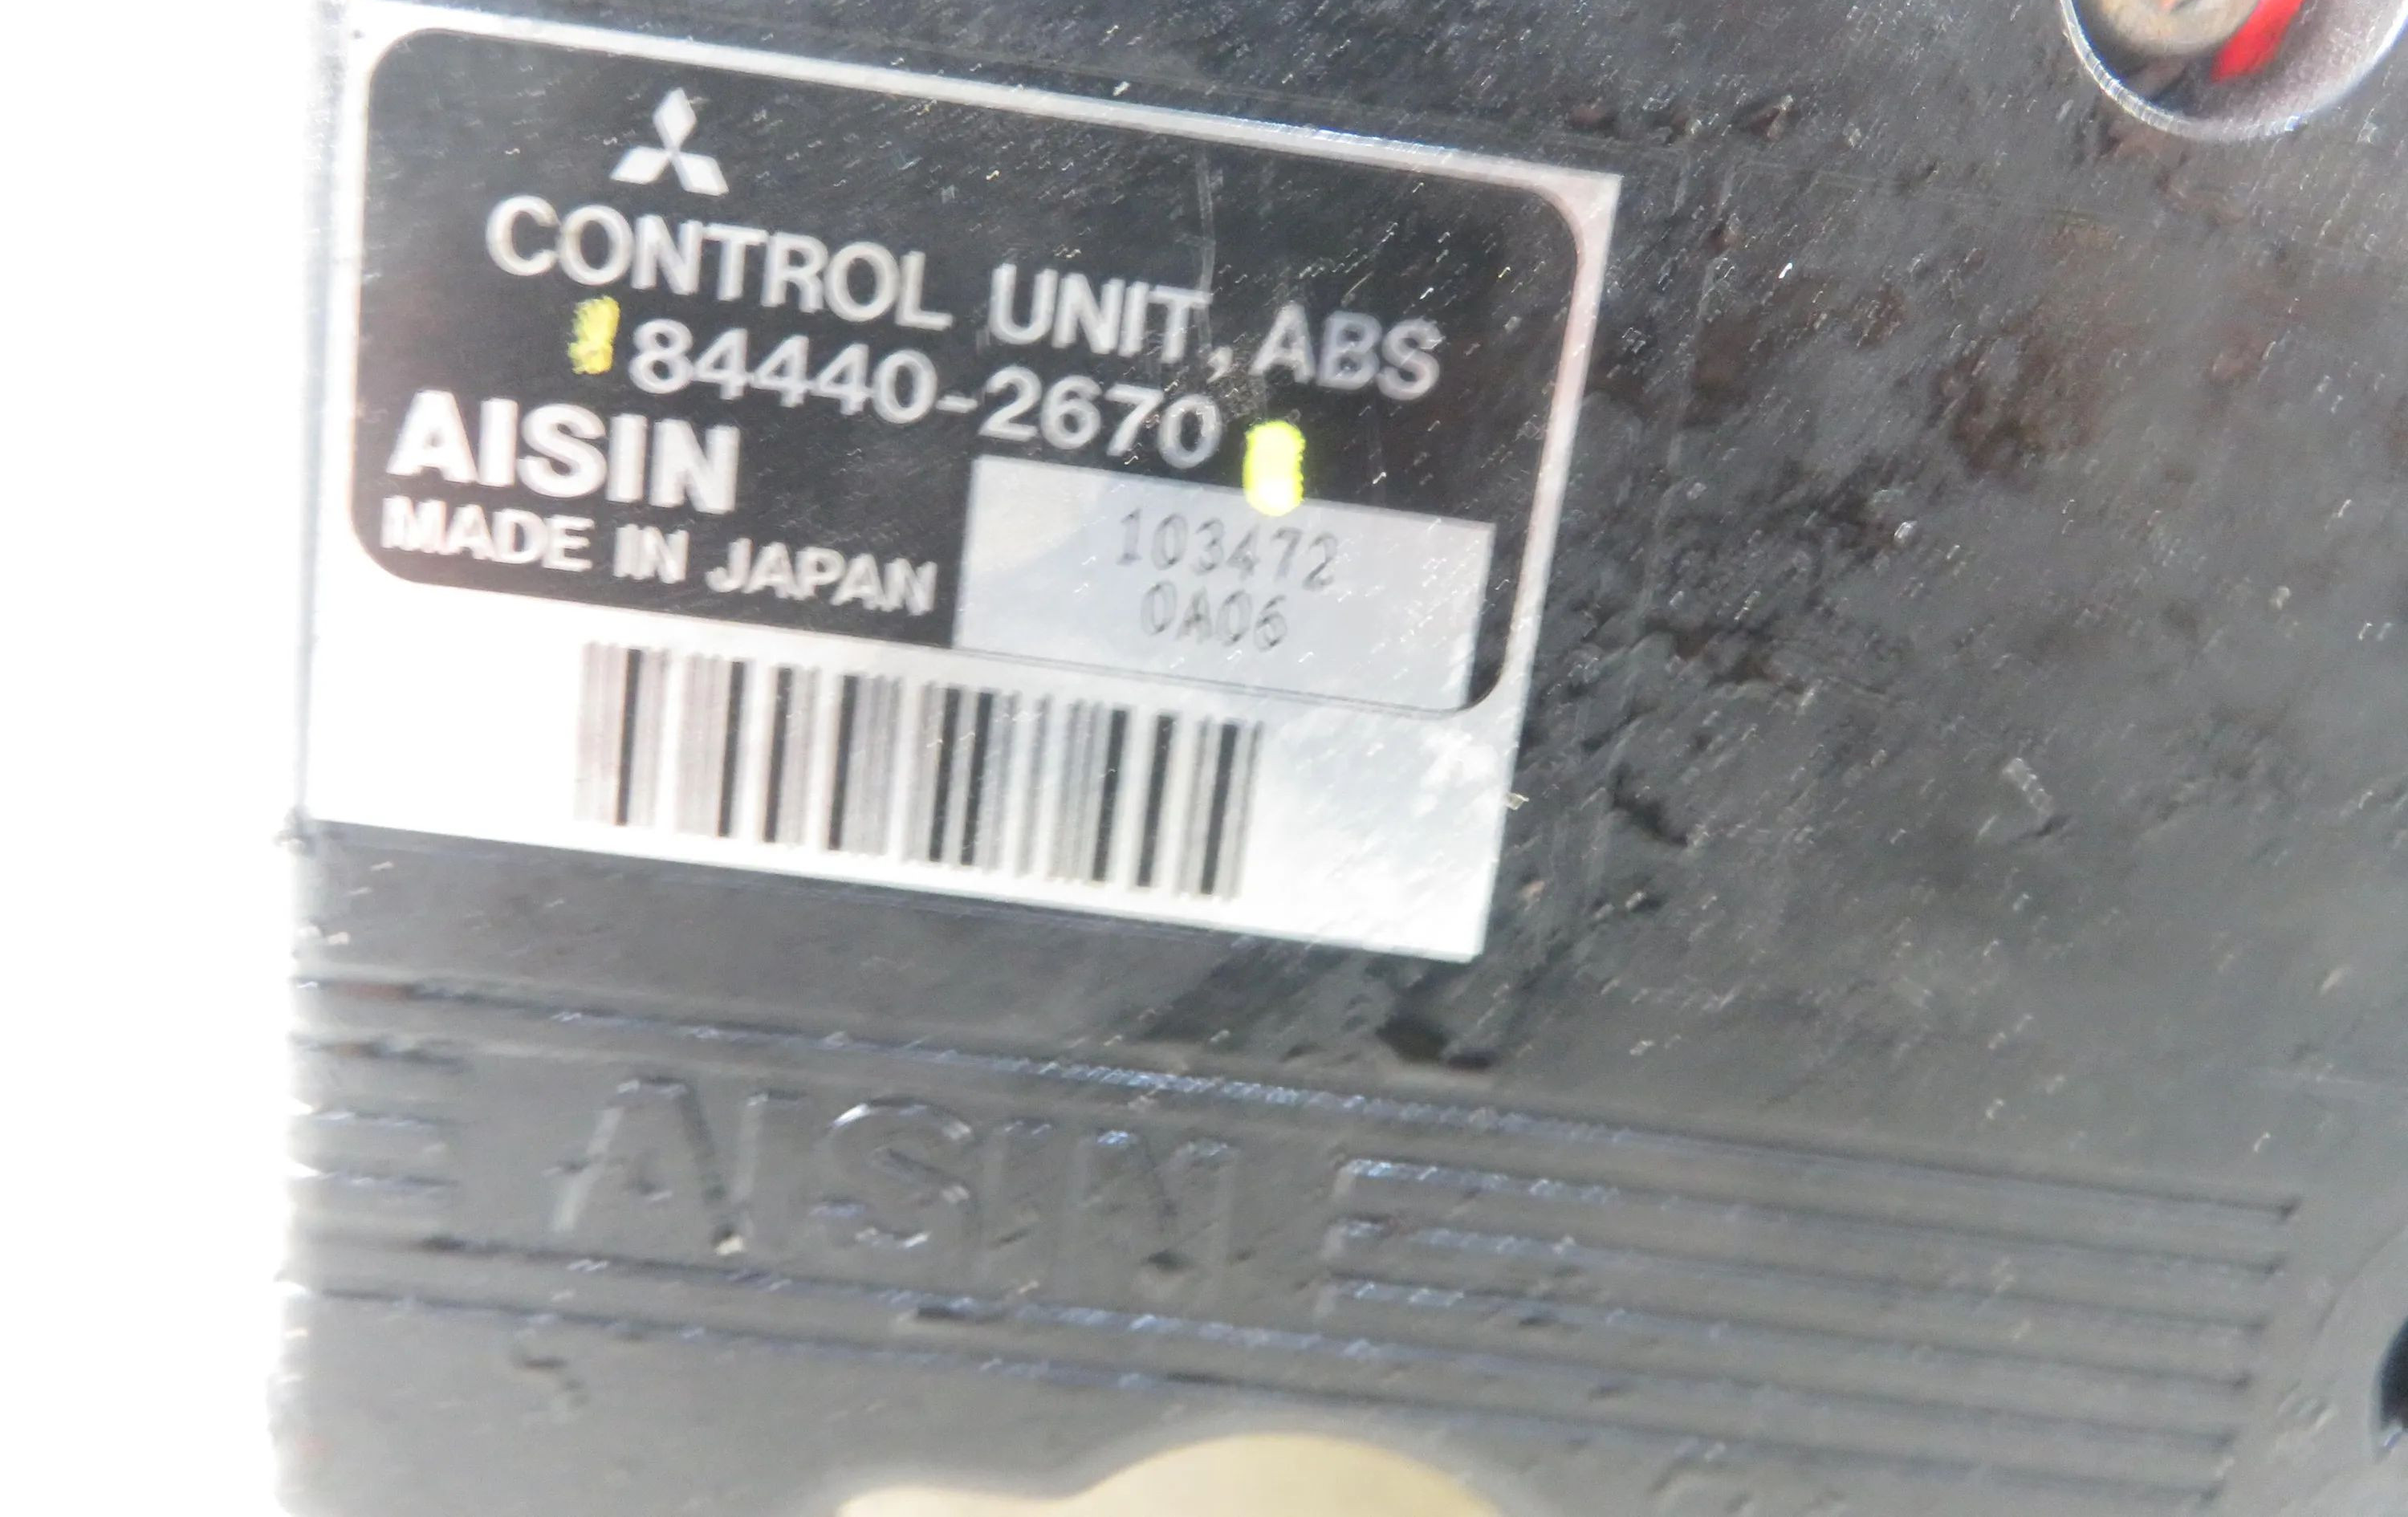 CONTROL UNIT, ABS
84440-2670
AISIN
MADE IN JAPAN
103472
0A06
AISIN